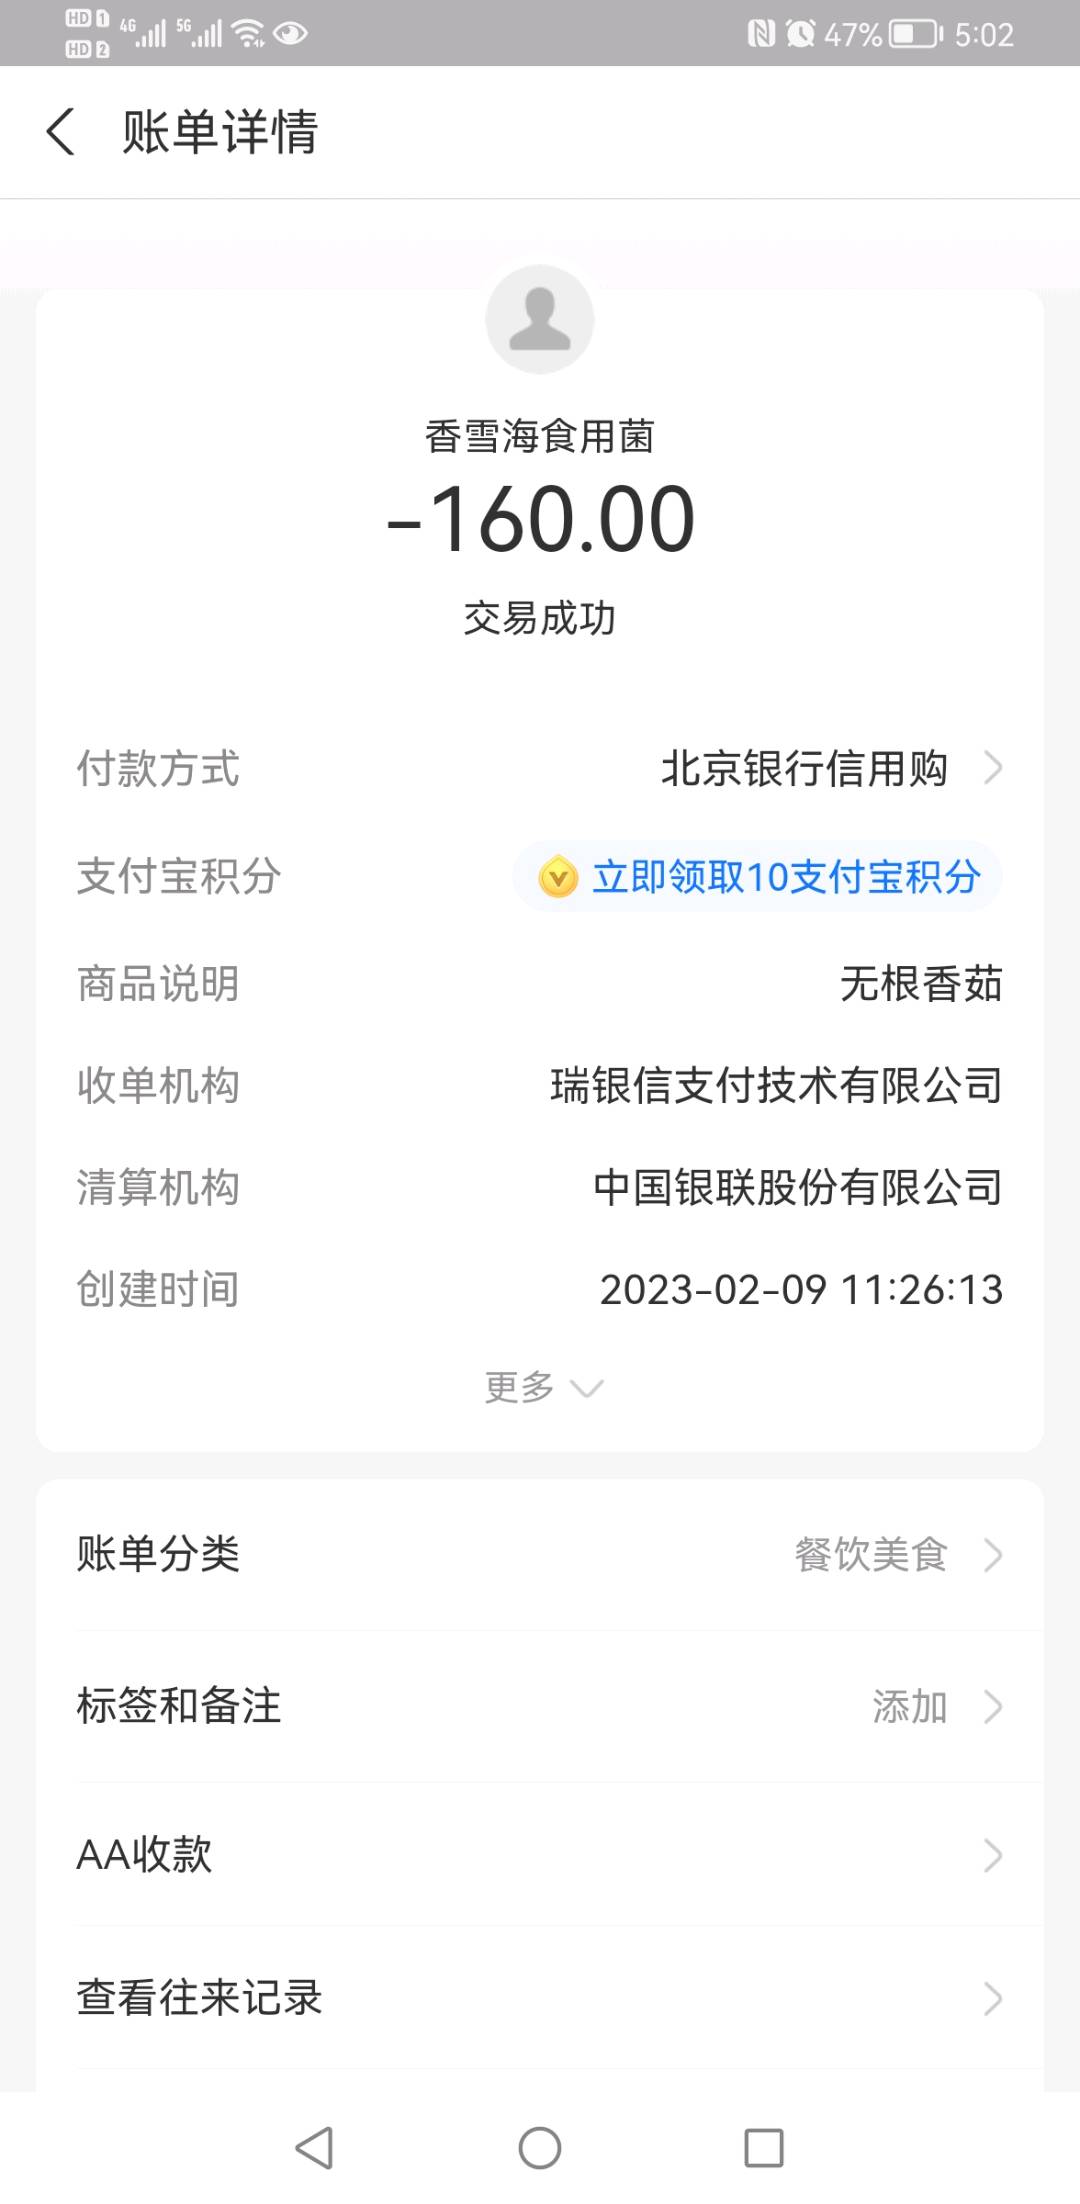 HD 1 4G 5G 47% 5:02
HD 2
账单详情
香雪海食用菌
-160.00
交易成功
付款方式 北京银行信用购
支付宝积分 立即领取10支付宝积分
商品说明 无根香茹
收单机构 瑞银信支付技术有限公司
清算机构 中国银联股份有限公司
创建时间 2023-02-09 11:26:13
更多
账单分类 餐饮美食
标签和备注 添加
AA收款
查看往来记录